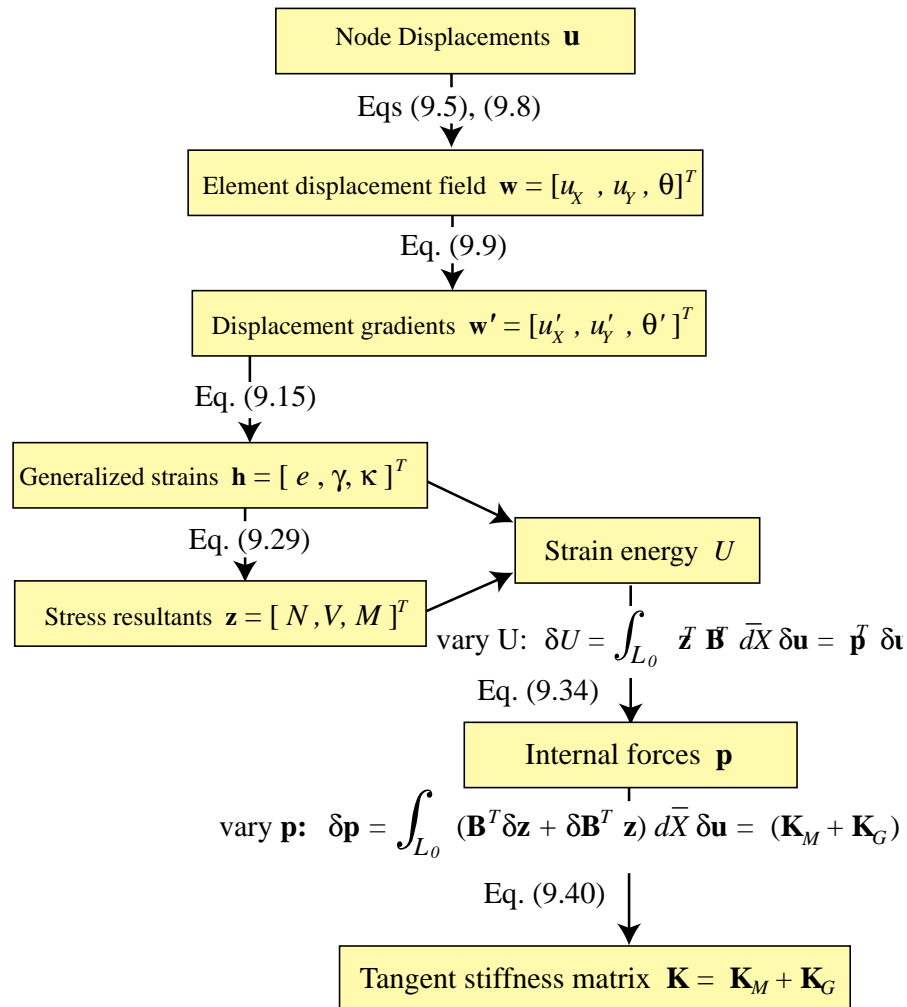 Node Displacements u
Eqs (9.5), (9.8)
Element displacement field w = [u_X , u_Y , θ]^T
Eq. (9.9)
Displacement gradients w' = [u'_X , u'_Y , θ' ]^T
Eq. (9.15)
Generalized strains h = [ e , γ, κ ]^T
Eq. (9.29)
Strain energy U
Stress resultants z = [ N ,V, M ]^T
vary U: δU = ∫_{L_0} z^T B^T dX̄ δu = p^T δu
Eq. (9.34)
Internal forces p
vary p: δp = ∫_{L_0} (B^T δz + δB^T z) dX̄ δu = (K_M + K_G)
Eq. (9.40)
Tangent stiffness matrix K = K_M + K_G